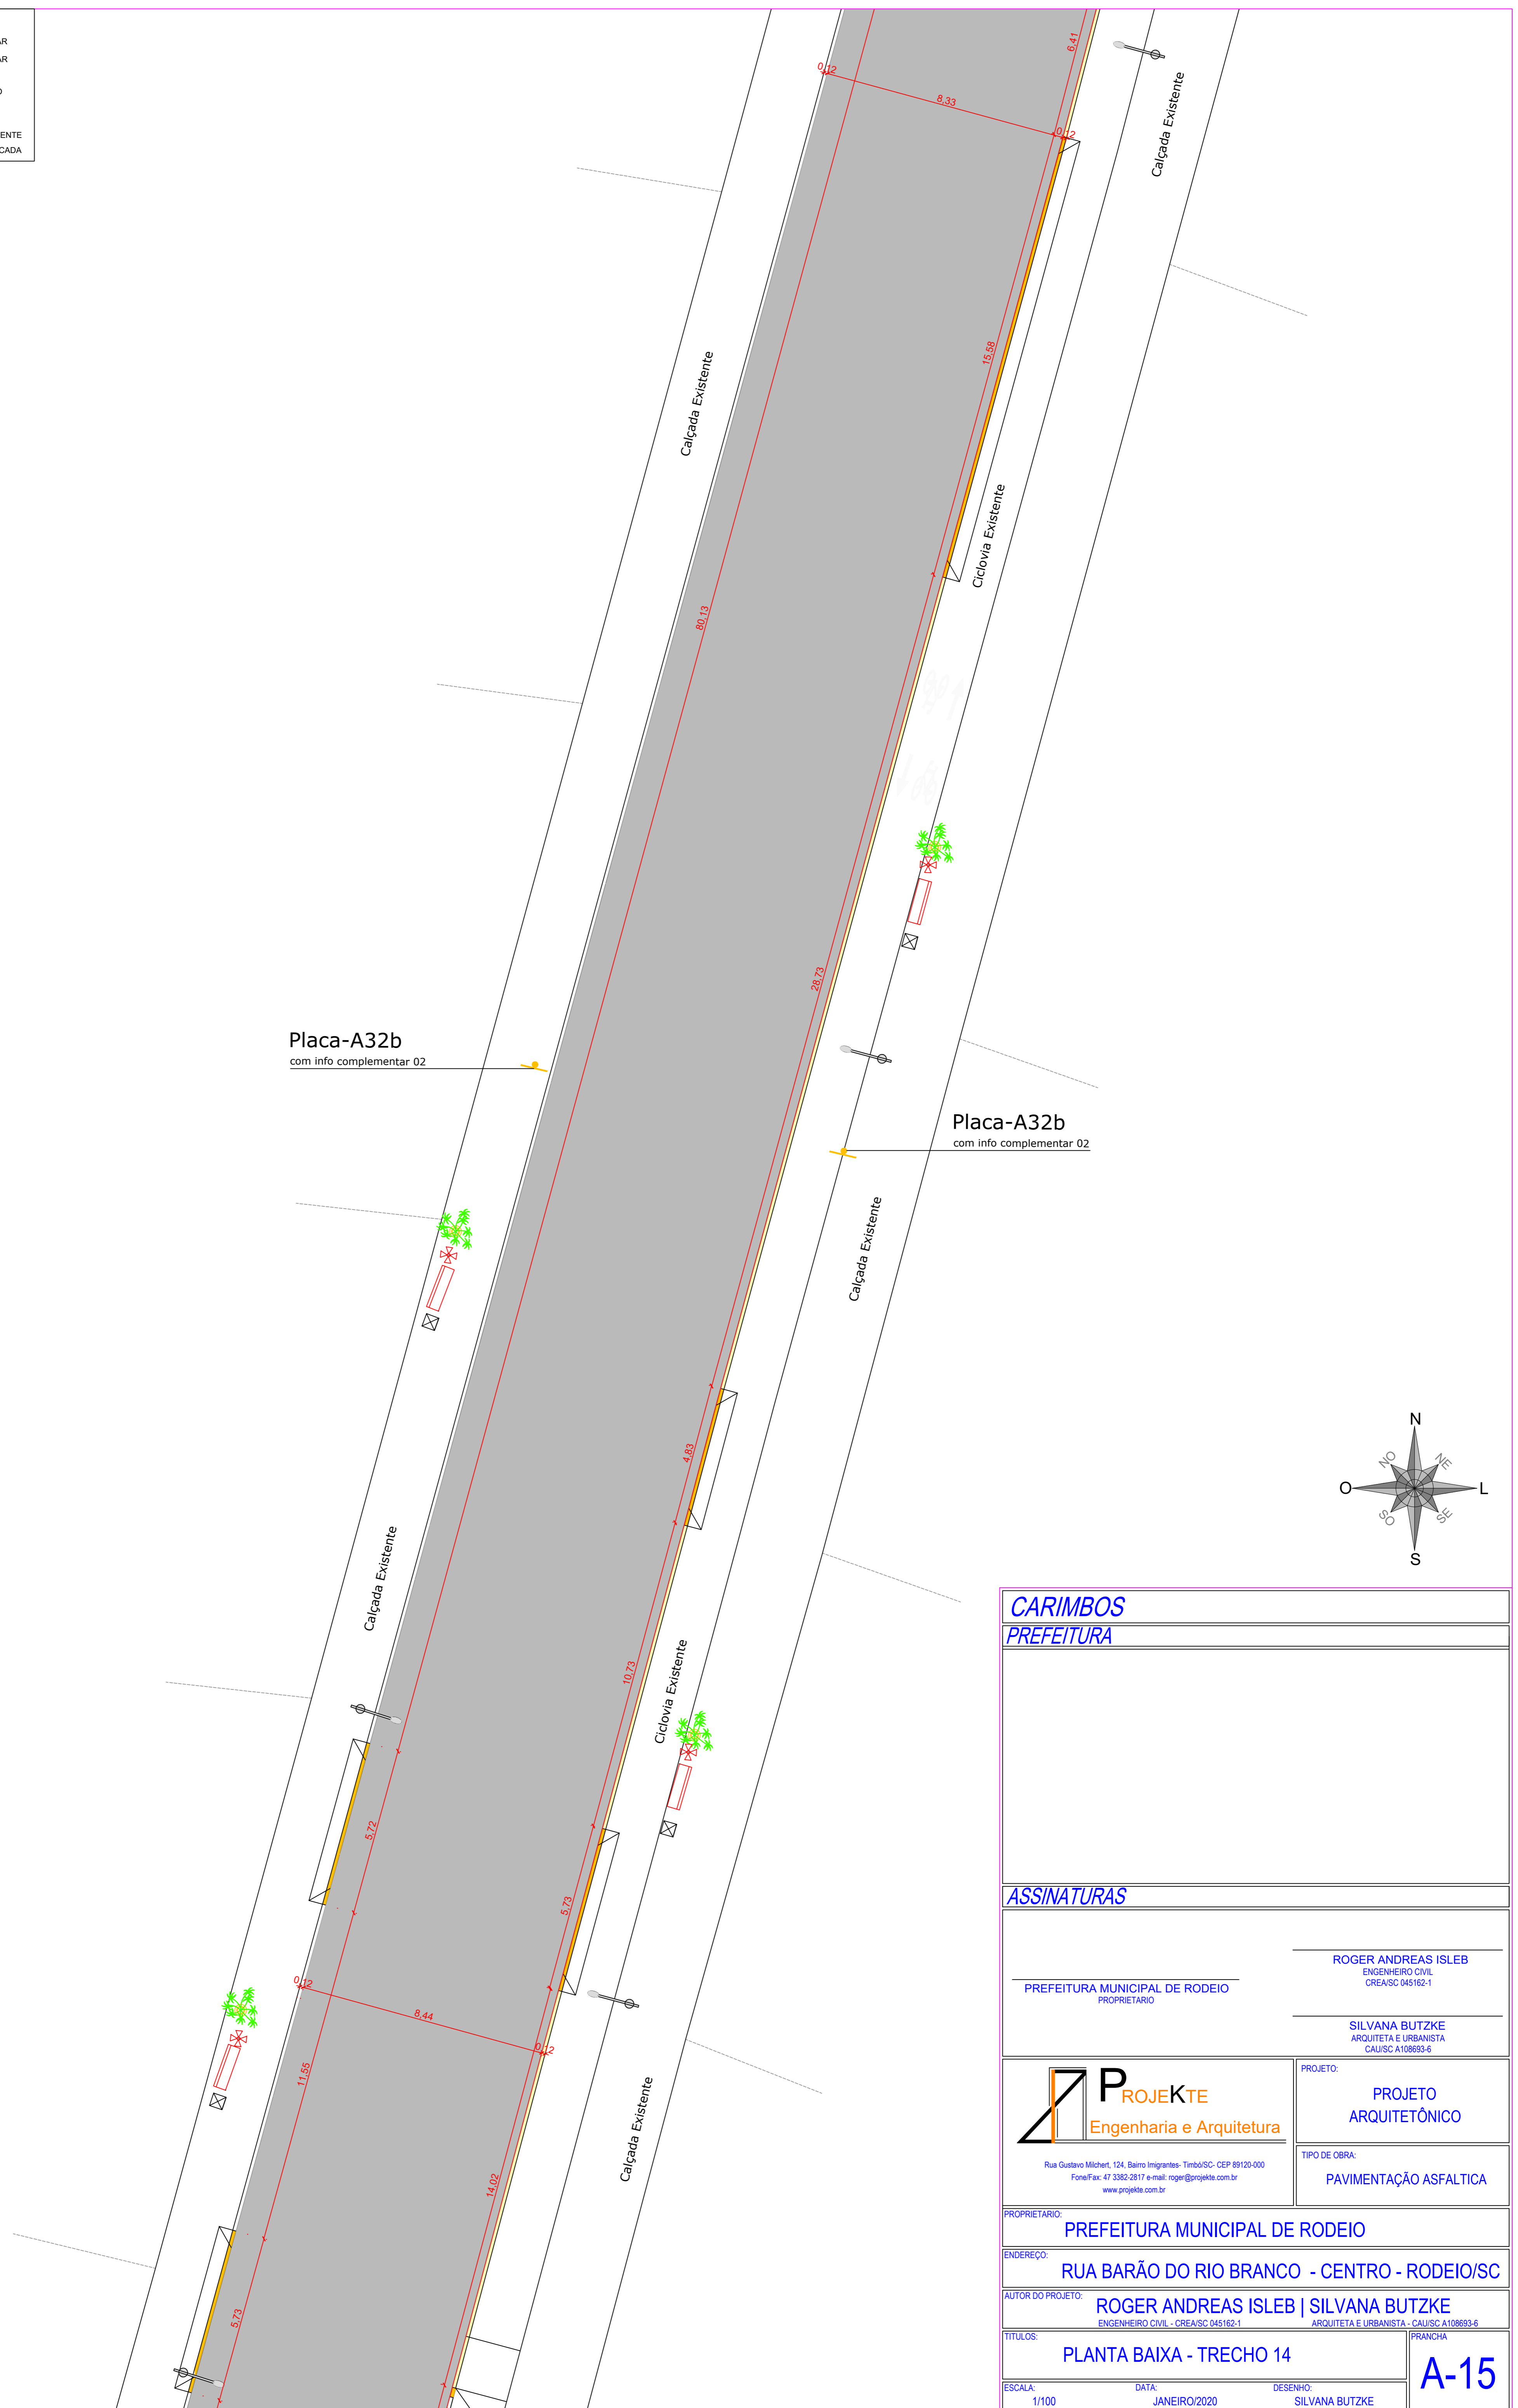 AR
AR
O
ENTE
CADA
6,41
0,12
8,33
0,12
Calçada Existente
15,58
Calçada Existente
Ciclovia Existente
80,13
28,73
Placa-A32b
com info complementar 02
Placa-A32b
com info complementar 02
Calçada Existente
4,83
N
NO
NE
O
L
SO
SE
S
Calçada Existente
10,73
Ciclovia Existente
5,72
5,73
0,12
8,44
0,12
11,55
Calçada Existente
14,02
5,73
CARIMBOS
PREFEITURA
ASSINATURAS
PREFEITURA MUNICIPAL DE RODEIO
PROPRIETARIO
ROGER ANDREAS ISLEB
ENGENHEIRO CIVIL
CREA/SC 045162-1
SILVANA BUTZKE
ARQUITETA E URBANISTA
CAU/SC A108693-6
PROJEKTE
Engenharia e Arquitetura
Rua Gustavo Milchert, 124, Bairro Imigrantes- Timbó/SC- CEP 89120-000
Fone/Fax: 47 3382-2817 e-mail: roger@projekte.com.br
www.projekte.com.br
PROJETO:
PROJETO
ARQUITETÔNICO
TIPO DE OBRA:
PAVIMENTAÇÃO ASFALTICA
PROPRIETARIO:
PREFEITURA MUNICIPAL DE RODEIO
ENDEREÇO:
RUA BARÃO DO RIO BRANCO - CENTRO - RODEIO/SC
AUTOR DO PROJETO:
ROGER ANDREAS ISLEB | SILVANA BUTZKE
ENGENHEIRO CIVIL - CREA/SC 045162-1 ARQUITETA E URBANISTA - CAU/SC A108693-6
TITULOS:
PLANTA BAIXA - TRECHO 14
PRANCHA
A-15
ESCALA:
1/100
DATA:
JANEIRO/2020
DESENHO:
SILVANA BUTZKE